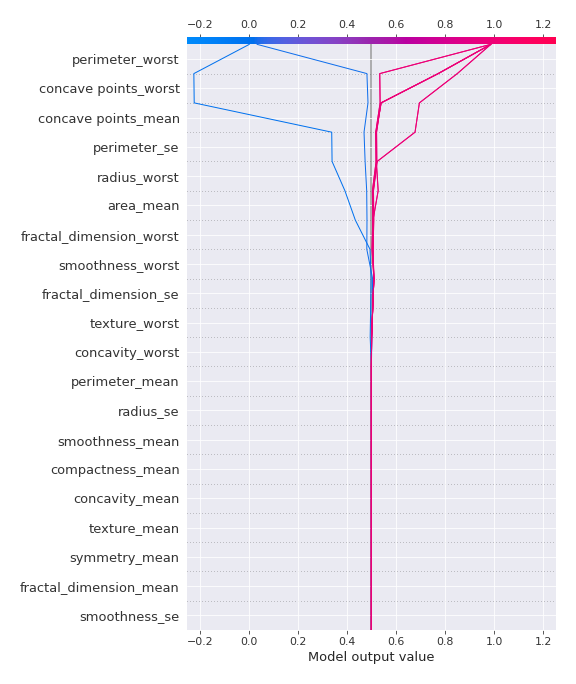 −0.2 0.0 0.2 0.4 0.6 0.8 1.0 1.2
perimeter_worst
concave points_worst
concave points_mean
perimeter_se
radius_worst
area_mean
fractal_dimension_worst
smoothness_worst
fractal_dimension_se
texture_worst
concavity_worst
perimeter_mean
radius_se
smoothness_mean
compactness_mean
concavity_mean
texture_mean
symmetry_mean
fractal_dimension_mean
smoothness_se
−0.2 0.0 0.2 0.4 0.6 0.8 1.0 1.2
Model output value